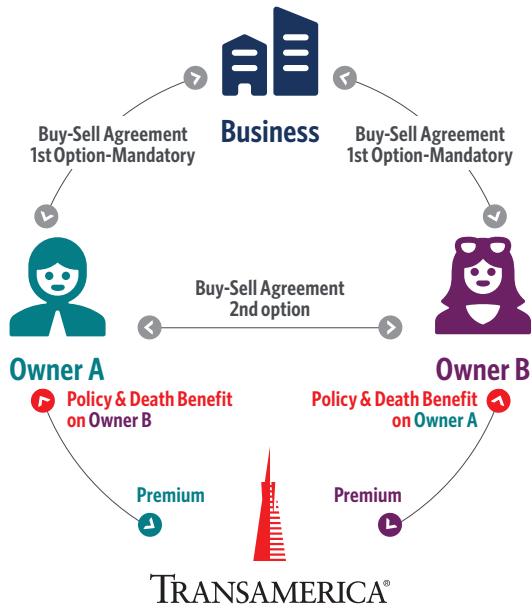 Business
Buy-Sell Agreement
1st Option-Mandatory
Buy-Sell Agreement
1st Option-Mandatory
Buy-Sell Agreement
2nd option
Owner A
Owner B
Policy & Death Benefit
on Owner B
Policy & Death Benefit
on Owner A
Premium
Premium
TRANSAMERICA®